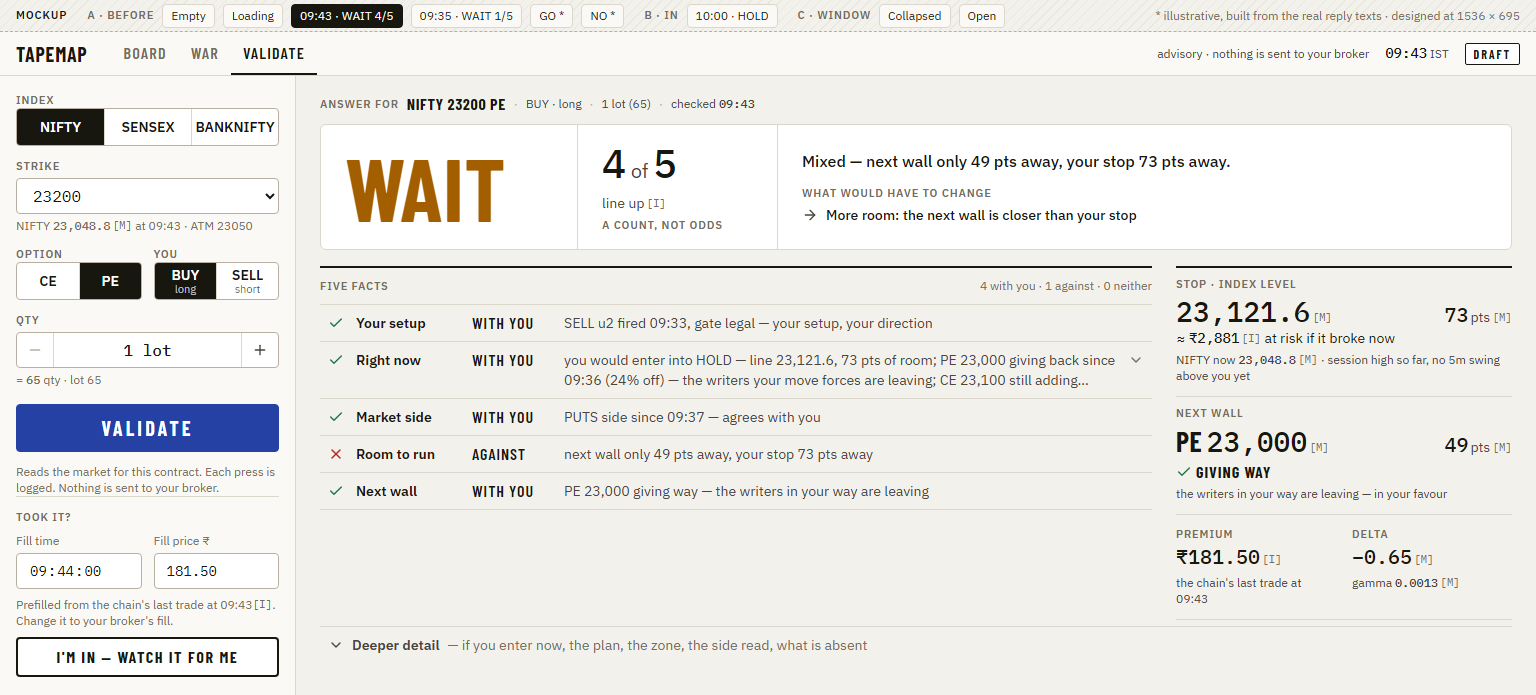 MOCKUP A · BEFORE Empty Loading 09:43 · WAIT 4/5 09:35 · WAIT 1/5 GO * NO * B · IN 10:00 · HOLD C · WINDOW Collapsed Open * illustrative, built from the real reply texts · designed at 1536 × 695
TAPEMAP BOARD WAR VALIDATE advisory · nothing is sent to your broker 09:43 IST DRAFT
INDEX
NIFTY SENSEX BANKNIFTY
STRIKE
23200
NIFTY 23,048.8 [M] at 09:43 · ATM 23050
OPTION YOU
CE PE BUY long SELL short
QTY
− 1 lot +
= 65 qty · lot 65
VALIDATE
Reads the market for this contract. Each press is
logged. Nothing is sent to your broker.
TOOK IT?
Fill time Fill price ₹
09:44:00 181.50
Prefilled from the chain's last trade at 09:43 [I].
Change it to your broker's fill.
I'M IN — WATCH IT FOR ME
ANSWER FOR NIFTY 23200 PE · BUY · long · 1 lot (65) · checked 09:43
WAIT
4 of 5
line up [I]
A COUNT, NOT ODDS
Mixed — next wall only 49 pts away, your stop 73 pts away.
WHAT WOULD HAVE TO CHANGE
→ More room: the next wall is closer than your stop
FIVE FACTS 4 with you · 1 against · 0 neither
✓ Your setup WITH YOU SELL u2 fired 09:33, gate legal — your setup, your direction
✓ Right now WITH YOU you would enter into HOLD — line 23,121.6, 73 pts of room; PE 23,000 giving back since
09:36 (24% off) — the writers your move forces are leaving; CE 23,100 still adding…
✓ Market side WITH YOU PUTS side since 09:37 — agrees with you
✕ Room to run AGAINST next wall only 49 pts away, your stop 73 pts away
✓ Next wall WITH YOU PE 23,000 giving way — the writers in your way are leaving
STOP · INDEX LEVEL
23,121.6 [M] 73 pts [M]
≈ ₹2,881 [I] at risk if it broke now
NIFTY now 23,048.8 [M] · session high so far, no 5m swing
above you yet
NEXT WALL
PE 23,000 [M] 49 pts [M]
✓ GIVING WAY
the writers in your way are leaving — in your favour
PREMIUM DELTA
₹181.50 [I] −0.65 [M]
the chain's last trade at gamma 0.0013 [M]
09:43
Deeper detail — if you enter now, the plan, the zone, the side read, what is absent